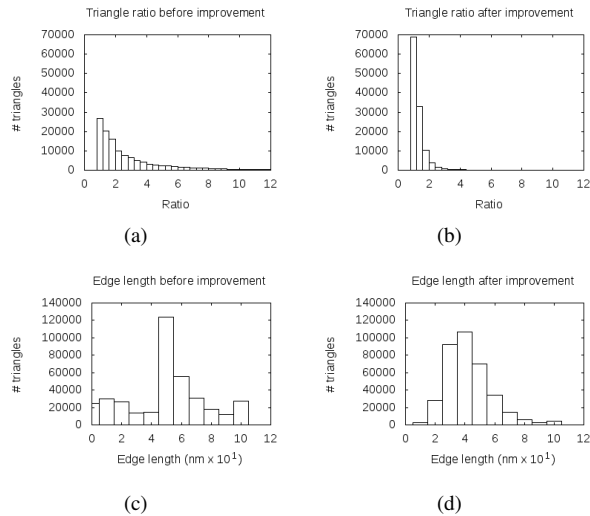 Triangle ratio before improvement
70000
60000
50000
40000
30000
20000
10000
0
# triangles
0 2 4 6 8 10 12
Ratio
(a)
Triangle ratio after improvement
70000
60000
50000
40000
30000
20000
10000
0
# triangles
0 2 4 6 8 10 12
Ratio
(b)
Edge length before improvement
140000
120000
100000
80000
60000
40000
20000
0
# triangles
0 2 4 6 8 10 12
Edge length (nm x 10¹)
(c)
Edge length after improvement
140000
120000
100000
80000
60000
40000
20000
0
# triangles
0 2 4 6 8 10 12
Edge length (nm x 10¹)
(d)